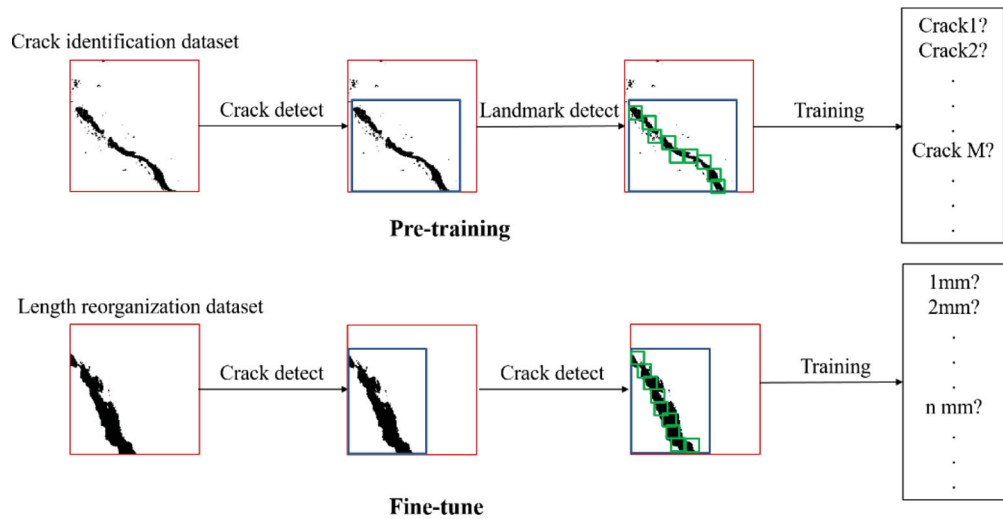 Crack identification dataset
Crack detect
Landmark detect
Training
Crack1?
Crack2?
.
.
.
Crack M?
.
.
.
Pre-training
Length reorganization dataset
Crack detect
Crack detect
Training
1mm?
2mm?
.
.
.
n mm?
.
.
.
Fine-tune